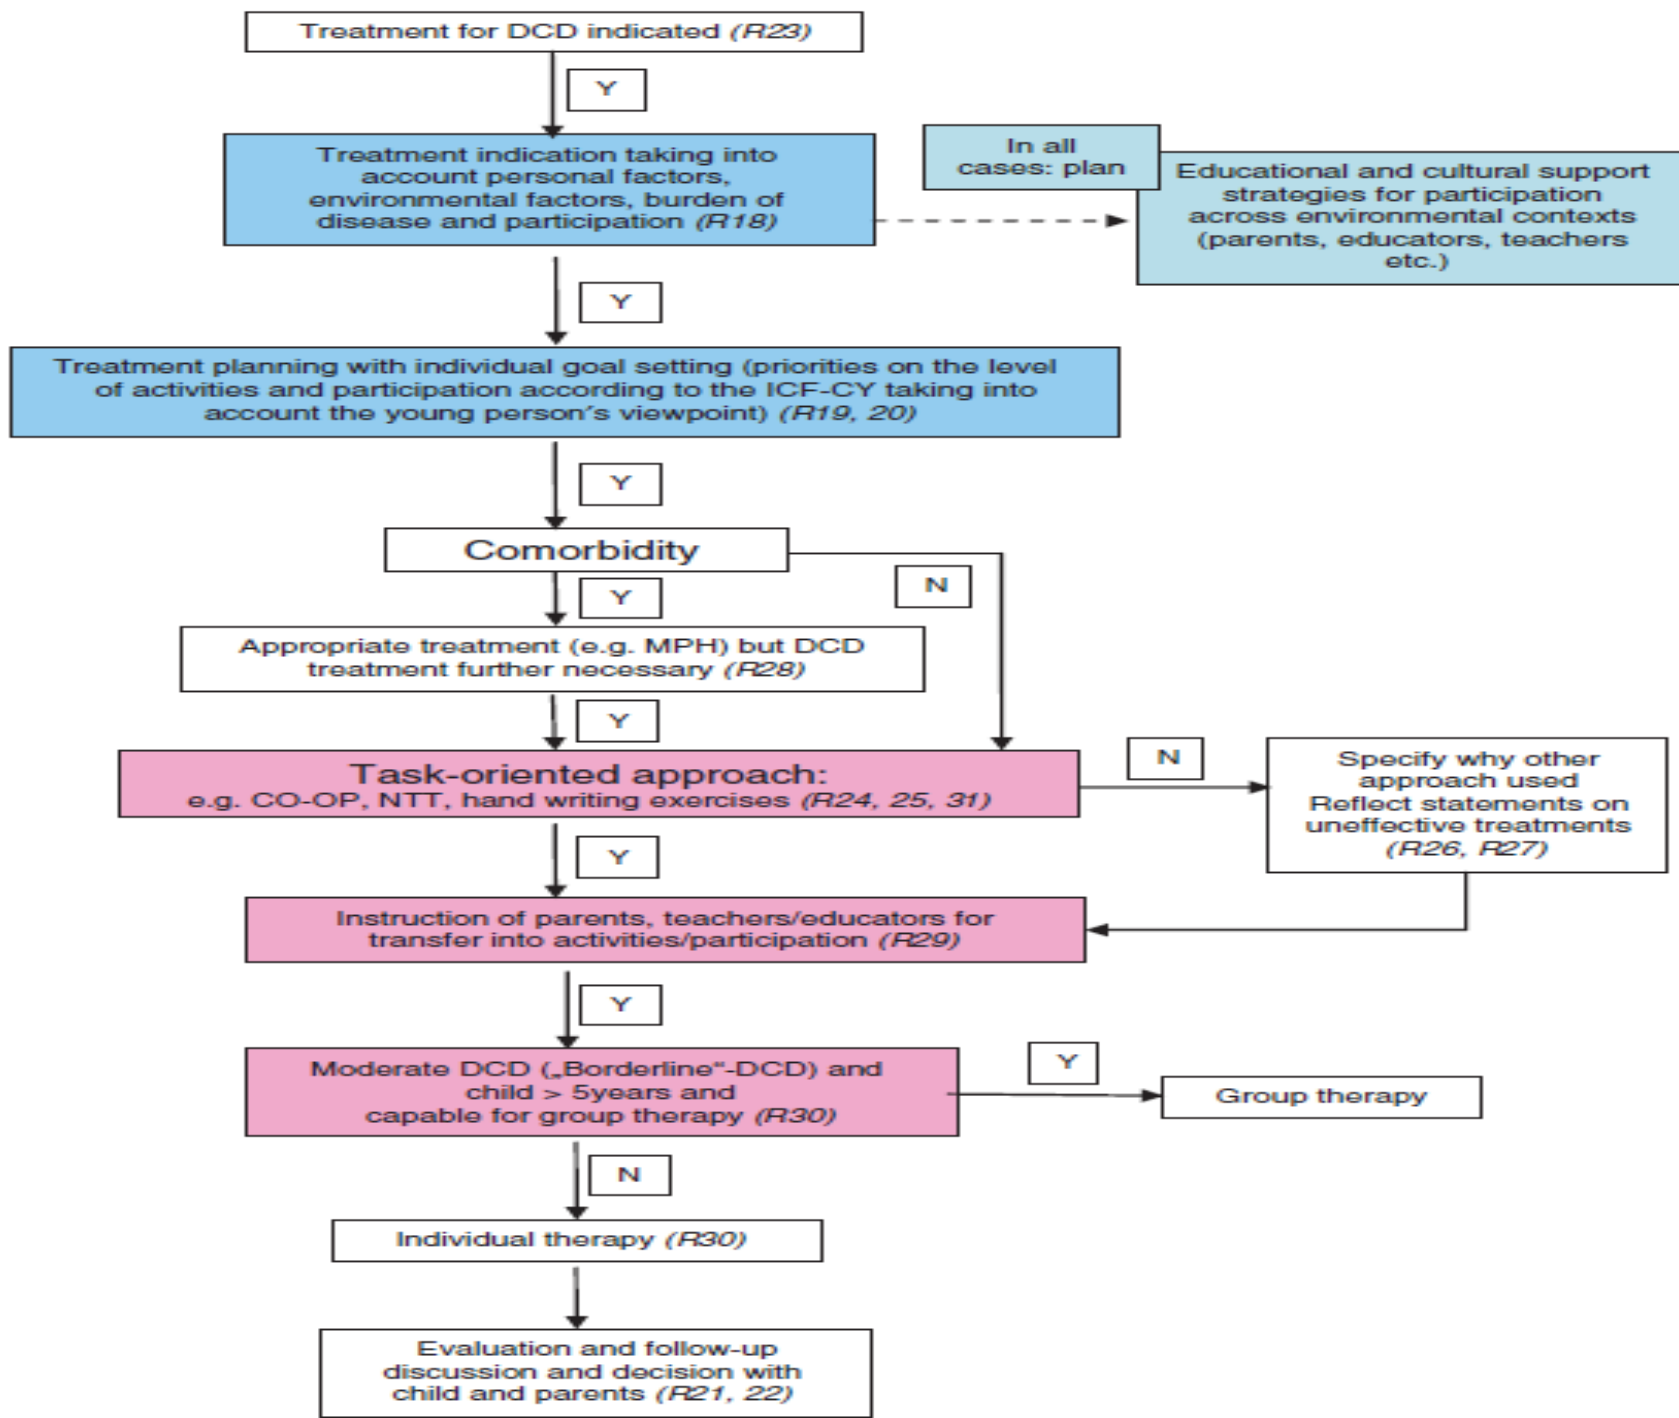 Treatment for DCD indicated (R23)
Y
Treatment indication taking into
account personal factors,
environmental factors, burden of
disease and participation (R18)
In all
cases: plan
Educational and cultural support
strategies for participation
across environmental contexts
(parents, educators, teachers
etc.)
Y
Treatment planning with individual goal setting (priorities on the level
of activities and participation according to the ICF-CY taking into
account the young person's viewpoint) (R19, 20)
Y
Comorbidity
N
Y
Appropriate treatment (e.g. MPH) but DCD
treatment further necessary (R28)
Y
Task-oriented approach:
e.g. CO-OP, NTT, hand writing exercises (R24, 25, 31)
N
Specify why other
approach used
Reflect statements on
uneffective treatments
(R26, R27)
Y
Instruction of parents, teachers/educators for
transfer into activities/participation (R29)
Y
Moderate DCD („Borderline“-DCD) and
child > 5years and
capable for group therapy (R30)
Y
Group therapy
N
Individual therapy (R30)
Evaluation and follow-up
discussion and decision with
child and parents (R21, 22)